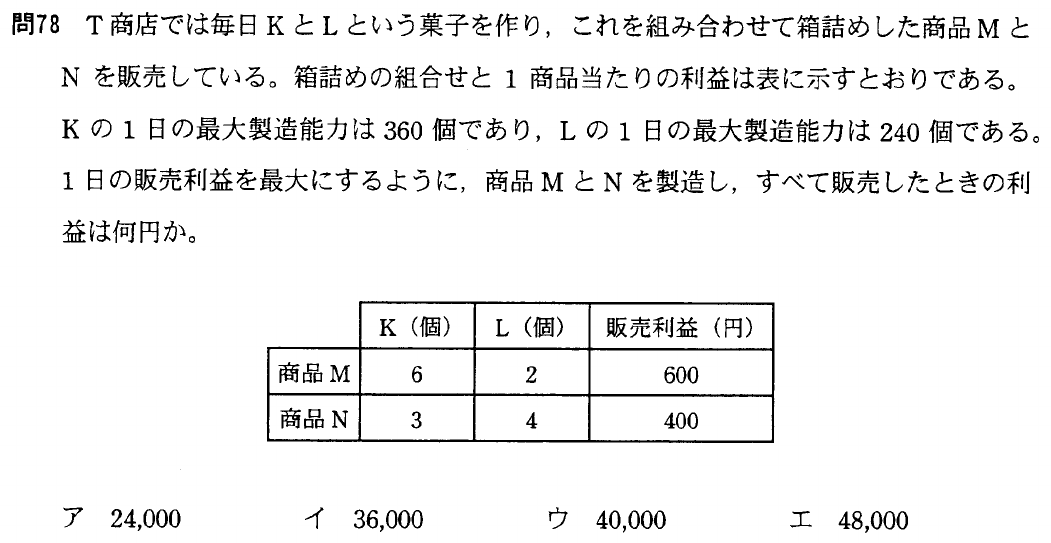 問78 T商店では毎日KとLという菓子を作り，これを組み合わせて箱詰めした商品Mと
Nを販売している。箱詰めの組合せと1商品当たりの利益は表に示すとおりである。
Kの1日の最大製造能力は360個であり，Lの1日の最大製造能力は240個である。
1日の販売利益を最大にするように，商品MとNを製造し，すべて販売したときの利
益は何円か。
K（個） L（個） 販売利益（円）
商品M 6 2 600
商品N 3 4 400
ア 24,000 イ 36,000 ウ 40,000 エ 48,000